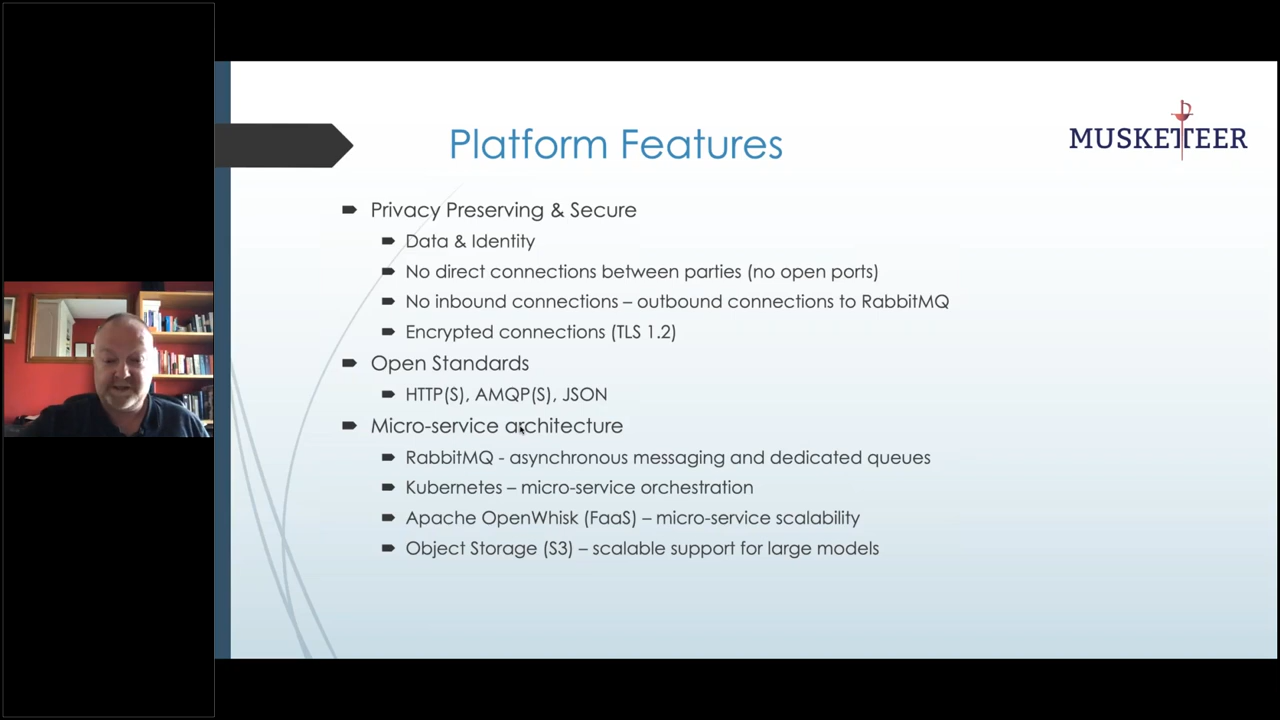 Platform Features
MUSKETEER
Privacy Preserving & Secure
Data & Identity
No direct connections between parties (no open ports)
No inbound connections – outbound connections to RabbitMQ
Encrypted connections (TLS 1.2)
Open Standards
HTTP(S), AMQP(S), JSON
Micro-service architecture
RabbitMQ - asynchronous messaging and dedicated queues
Kubernetes – micro-service orchestration
Apache OpenWhisk (FaaS) – micro-service scalability
Object Storage (S3) – scalable support for large models